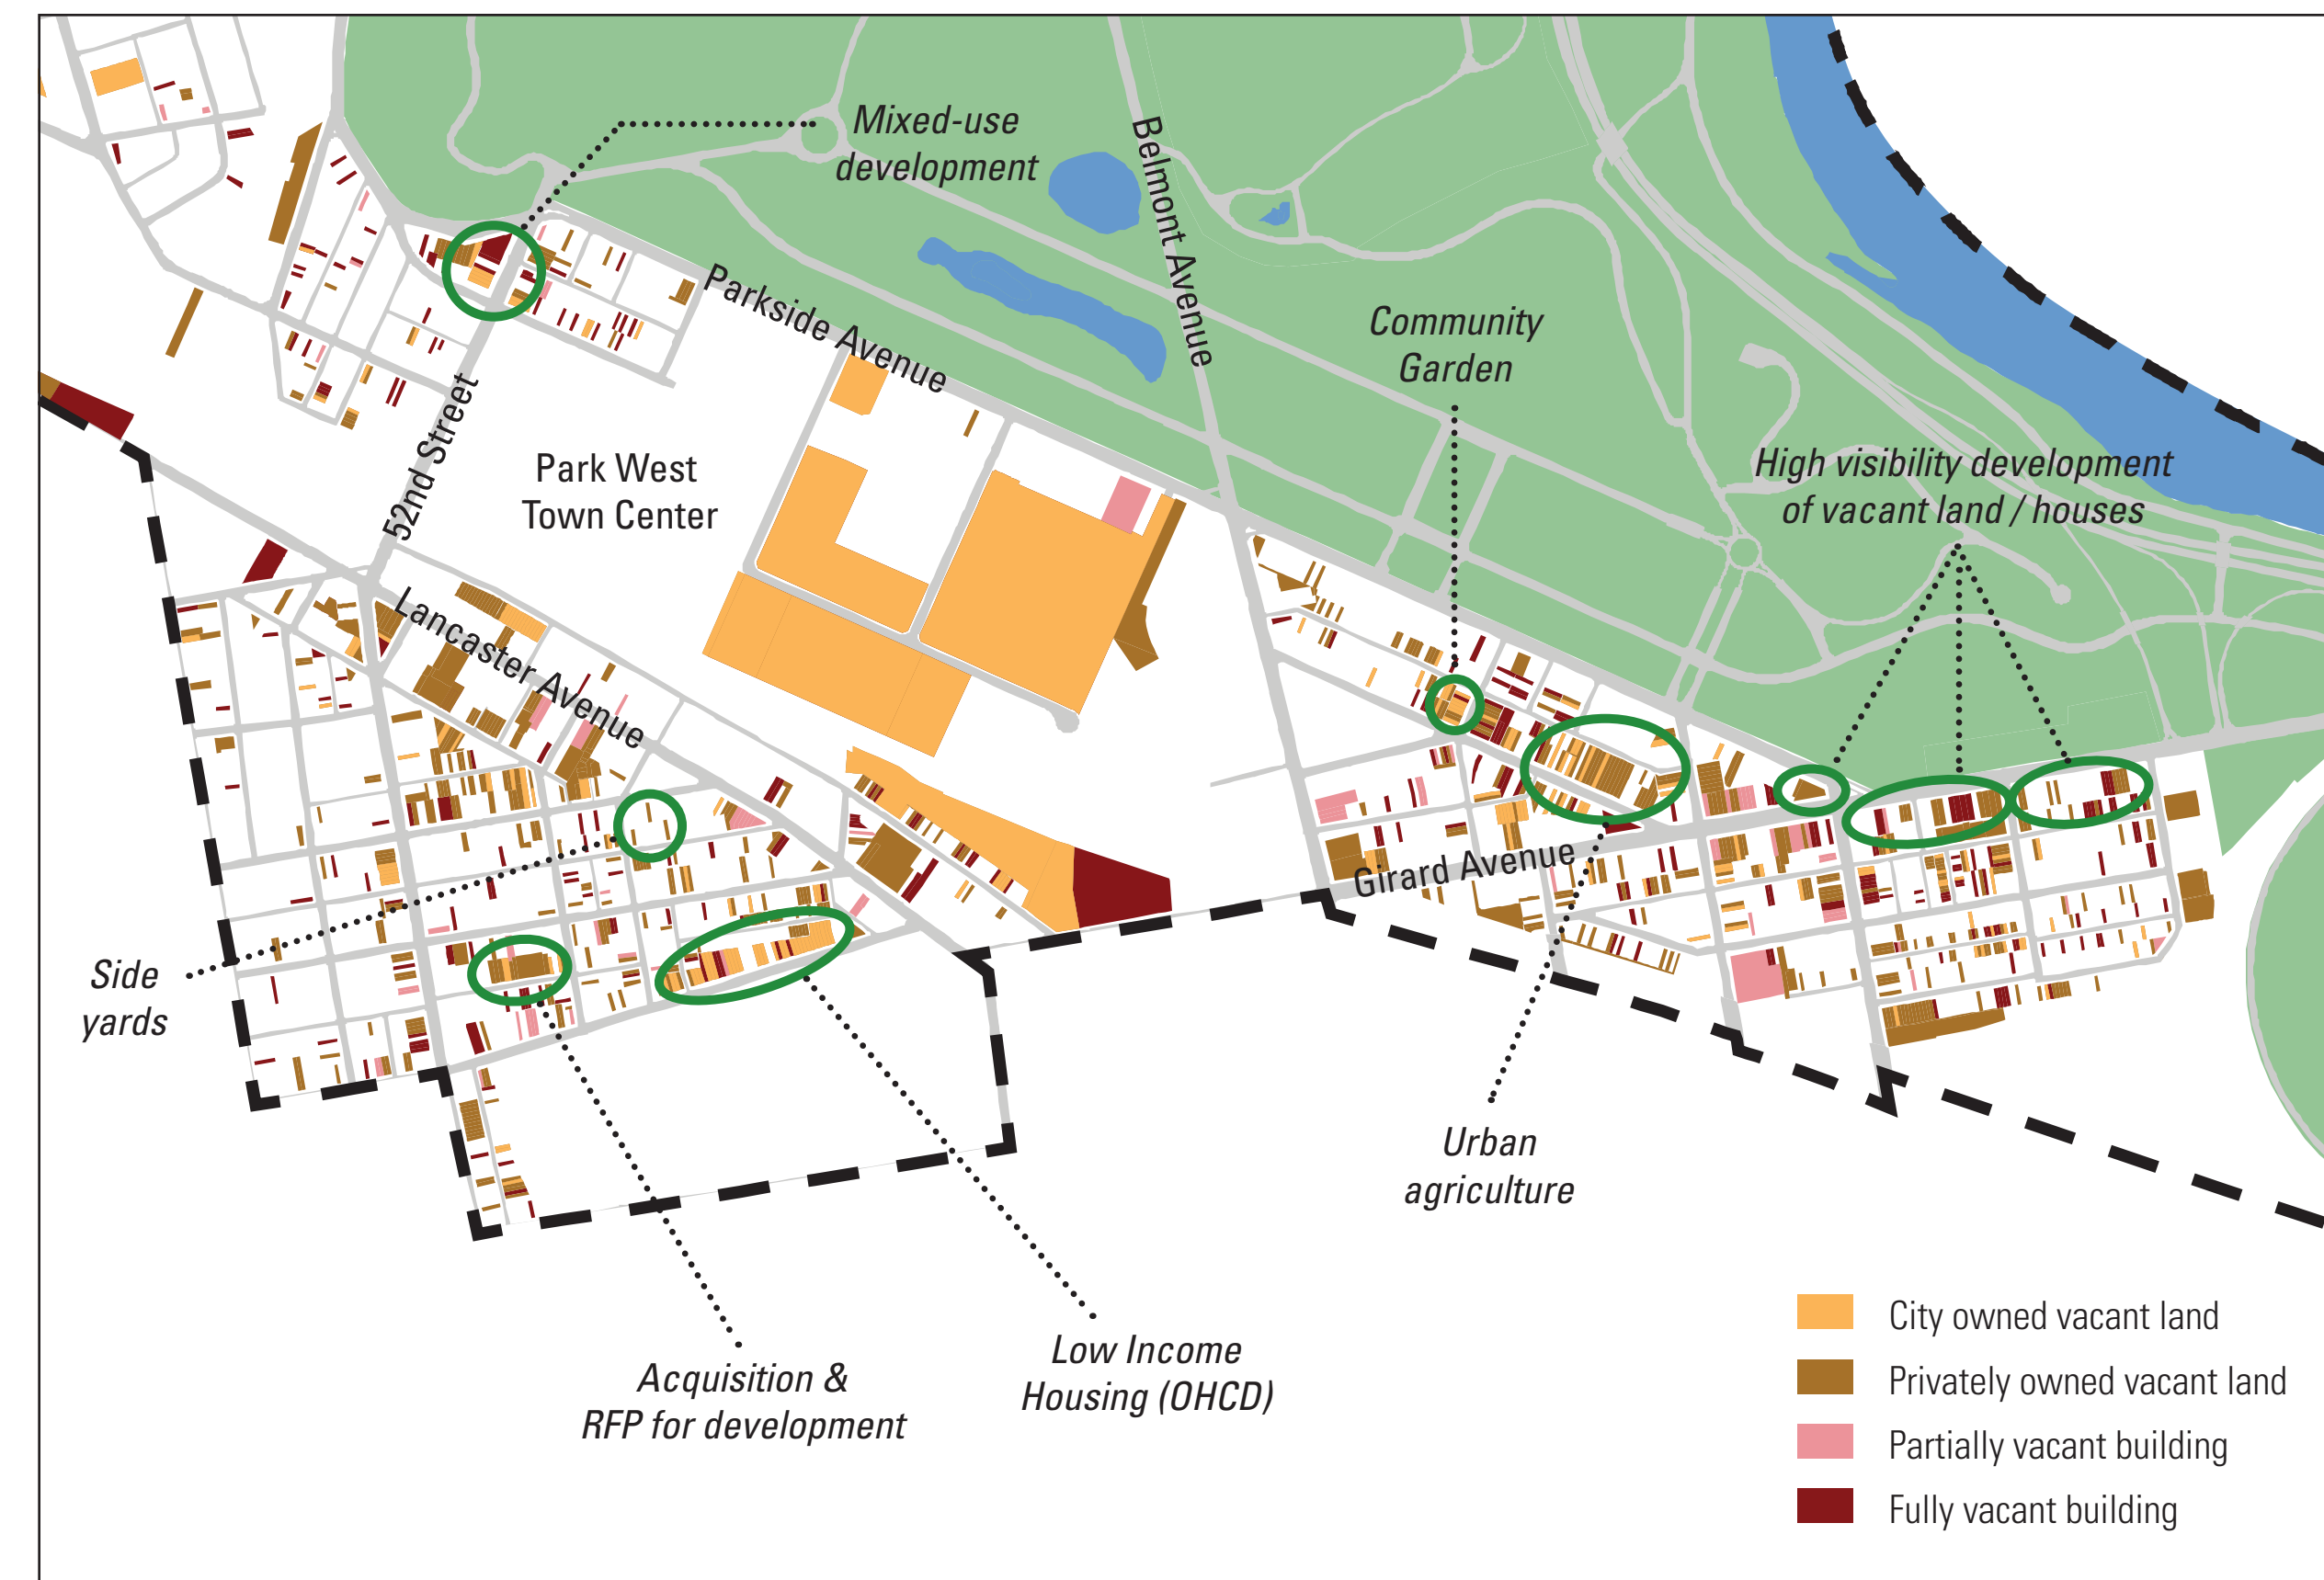 Mixed-use
development
Belmont Avenue
Parkside Avenue
Community
Garden
52nd Street
Park West
Town Center
High visibility development
of vacant land / houses
Lancaster Avenue
Girard Avenue
Side
yards
Urban
agriculture
Acquisition &
RFP for development
Low Income
Housing (OHCD)
City owned vacant land
Privately owned vacant land
Partially vacant building
Fully vacant building